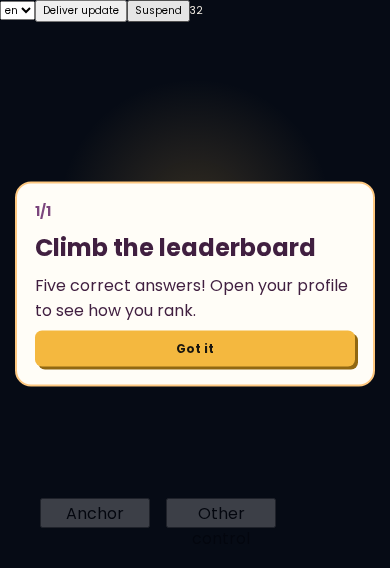 en Deliver update Suspend 32
1/1
Climb the leaderboard
Five correct answers! Open your profile
to see how you rank.
Got it
Anchor Other
control